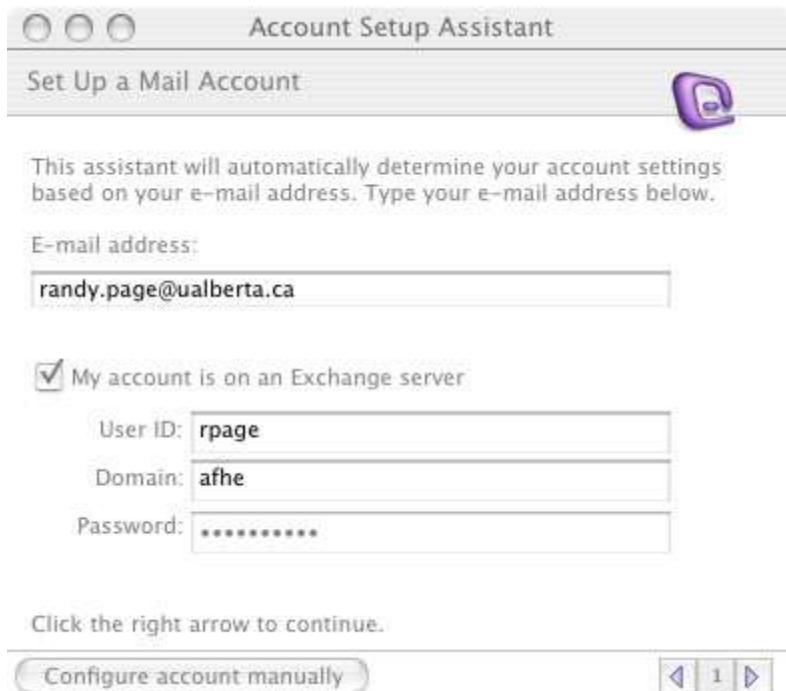 Account Setup Assistant
Set Up a Mail Account
This assistant will automatically determine your account settings
based on your e-mail address. Type your e-mail address below.
E-mail address:
randy.page@ualberta.ca
My account is on an Exchange server
User ID: rpage
Domain: afhe
Password: ••••••••••
Click the right arrow to continue.
Configure account manually
1